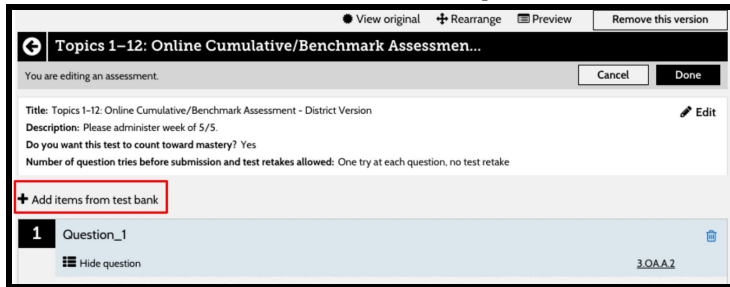 View original Rearrange Preview Remove this version
Topics 1–12: Online Cumulative/Benchmark Assessmen...
You are editing an assessment. Cancel Done
Title: Topics 1-12: Online Cumulative/Benchmark Assessment - District Version Edit
Description: Please administer week of 5/5.
Do you want this test to count toward mastery? Yes
Number of question tries before submission and test retakes allowed: One try at each question, no test retake
+ Add items from test bank
1 Question_1
Hide question 3.OA.A.2